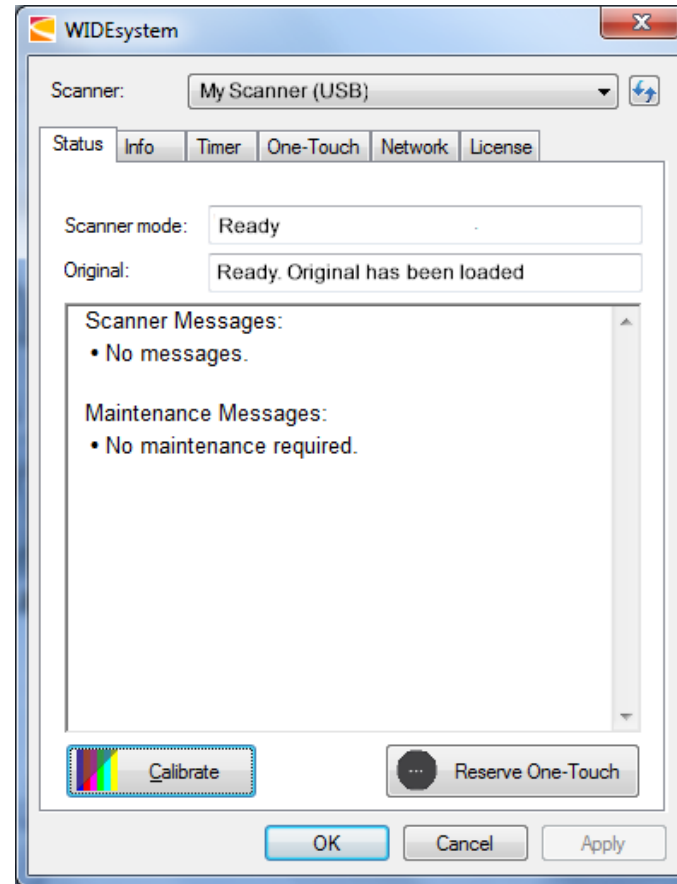 WIDEsystem
Scanner: My Scanner (USB)
Status Info Timer One-Touch Network License
Scanner mode: Ready
Original: Ready. Original has been loaded
Scanner Messages:
• No messages.
Maintenance Messages:
• No maintenance required.
Calibrate ... Reserve One-Touch
OK Cancel Apply